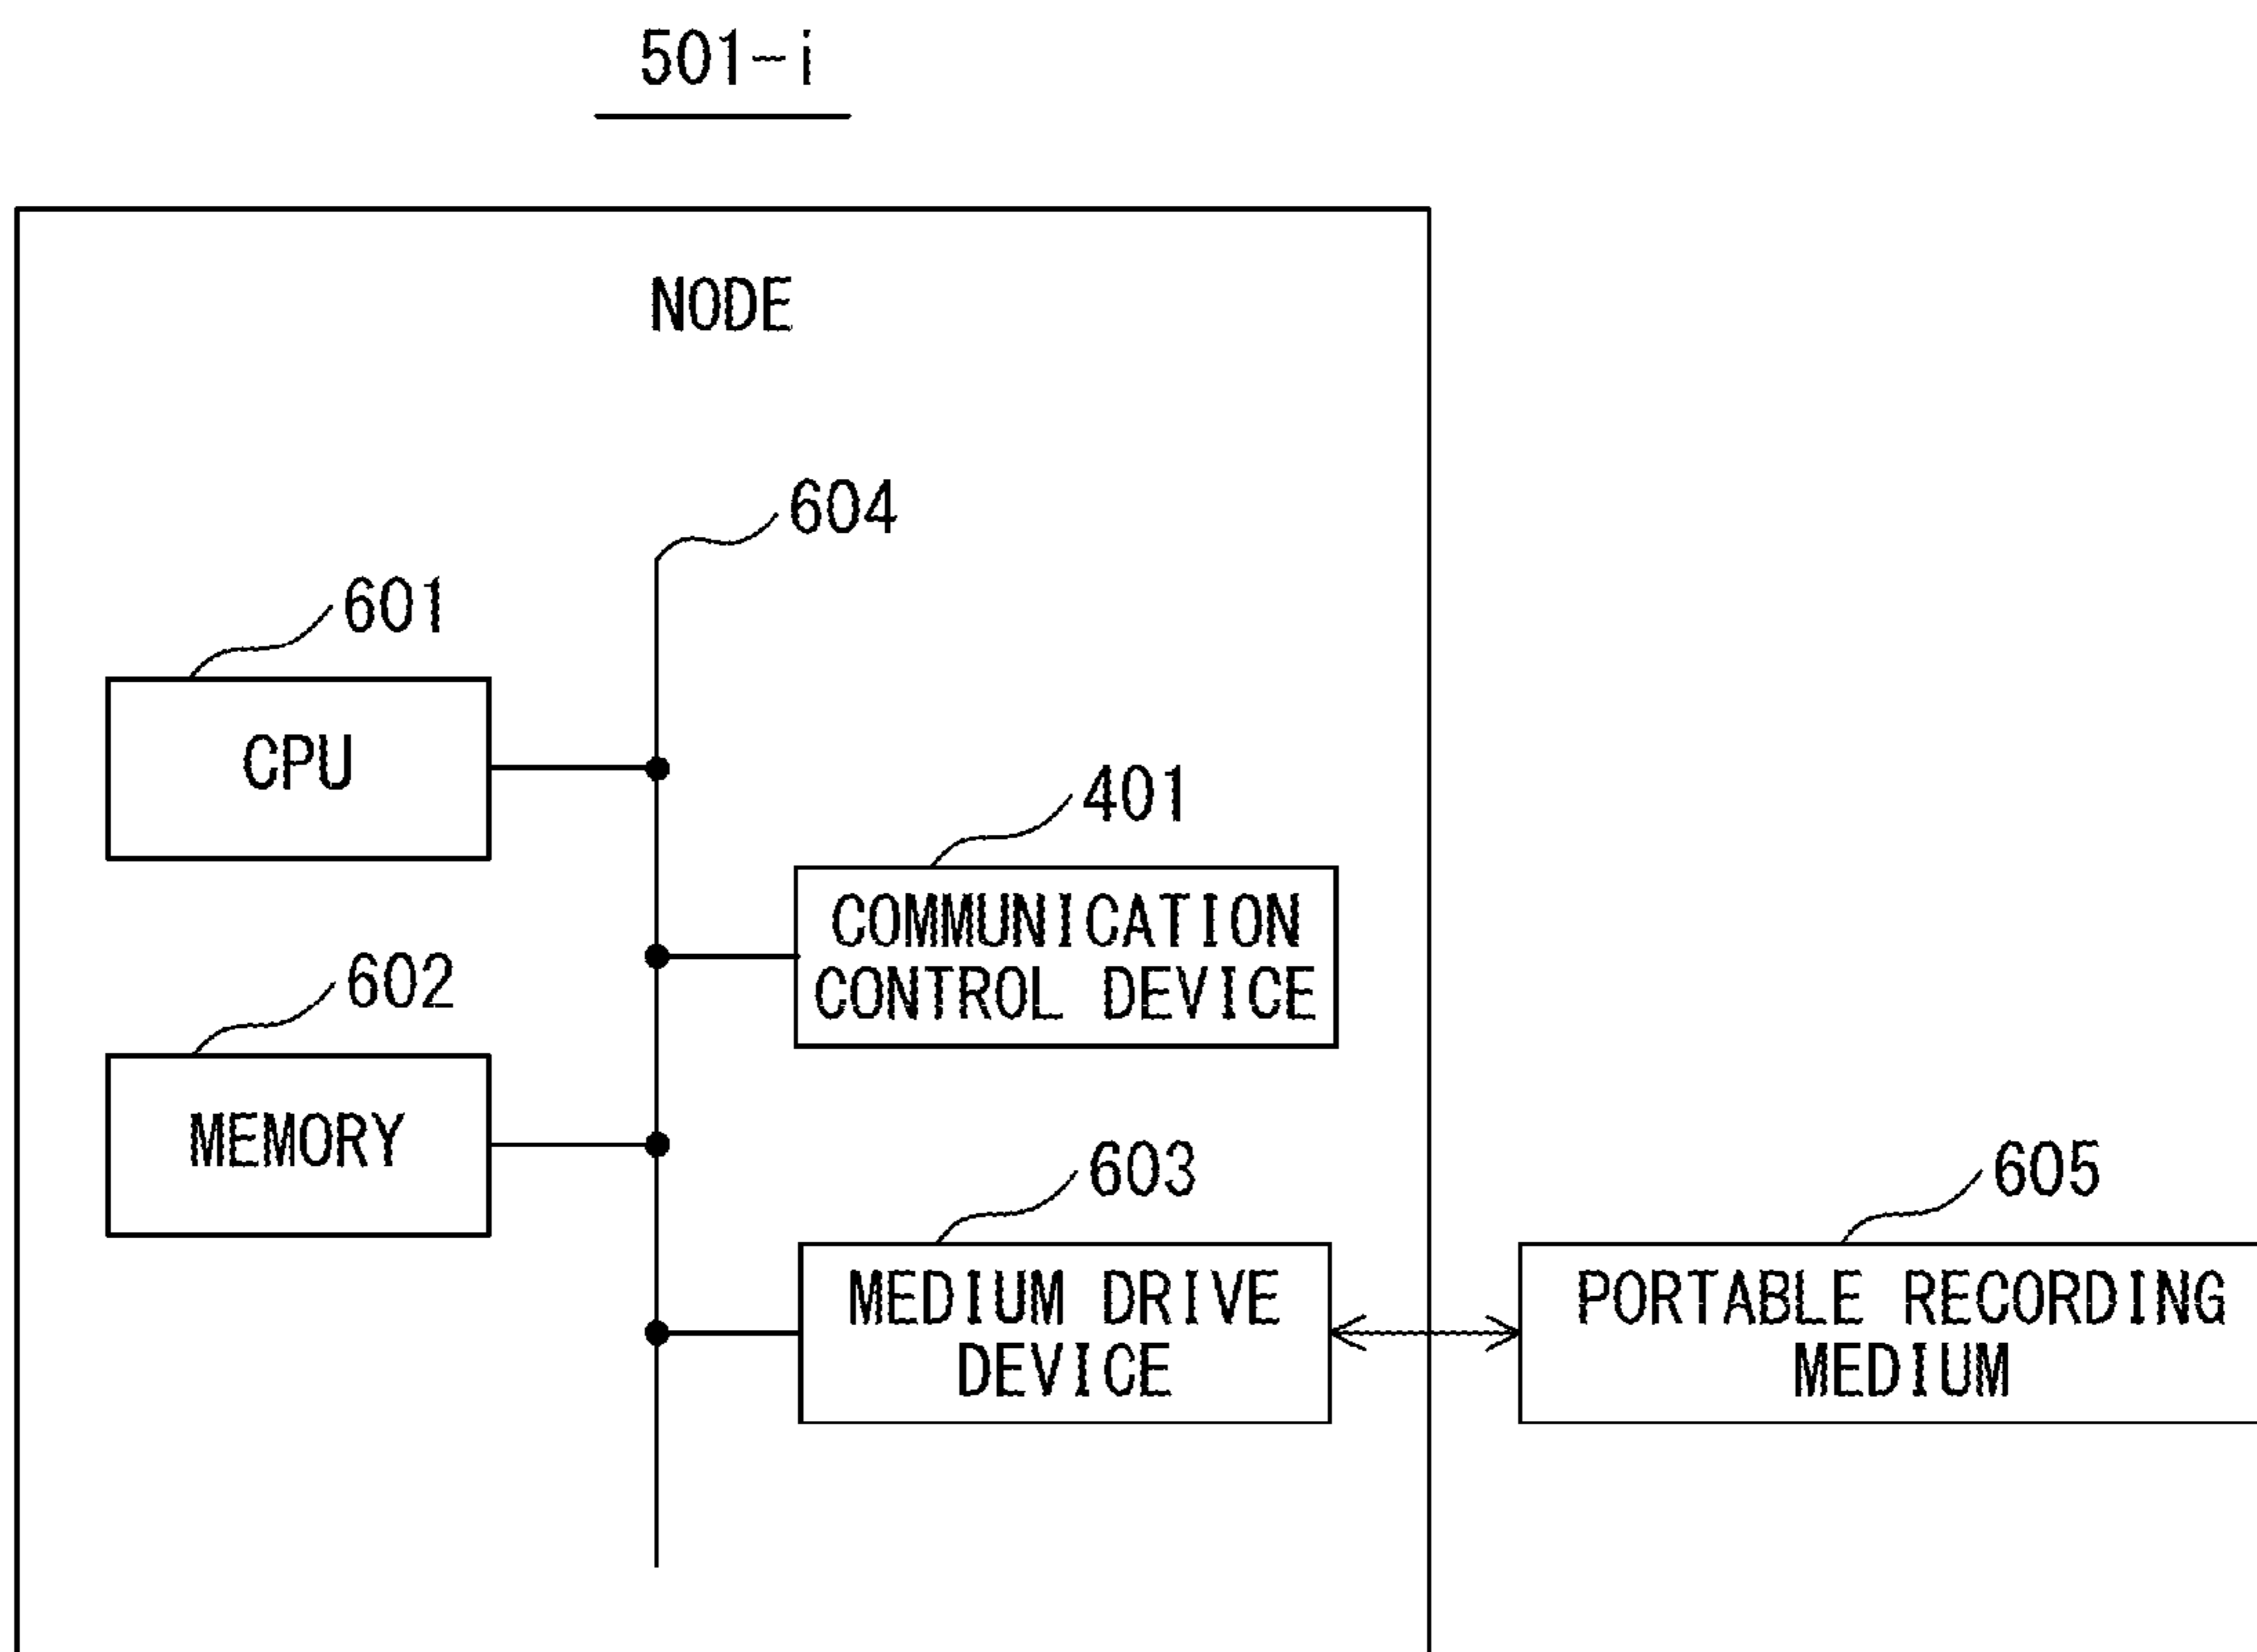 501-i
NODE
604
601
CPU
401
COMMUNICATION
CONTROL DEVICE
602
MEMORY
603
MEDIUM DRIVE
DEVICE
605
PORTABLE RECORDING
MEDIUM